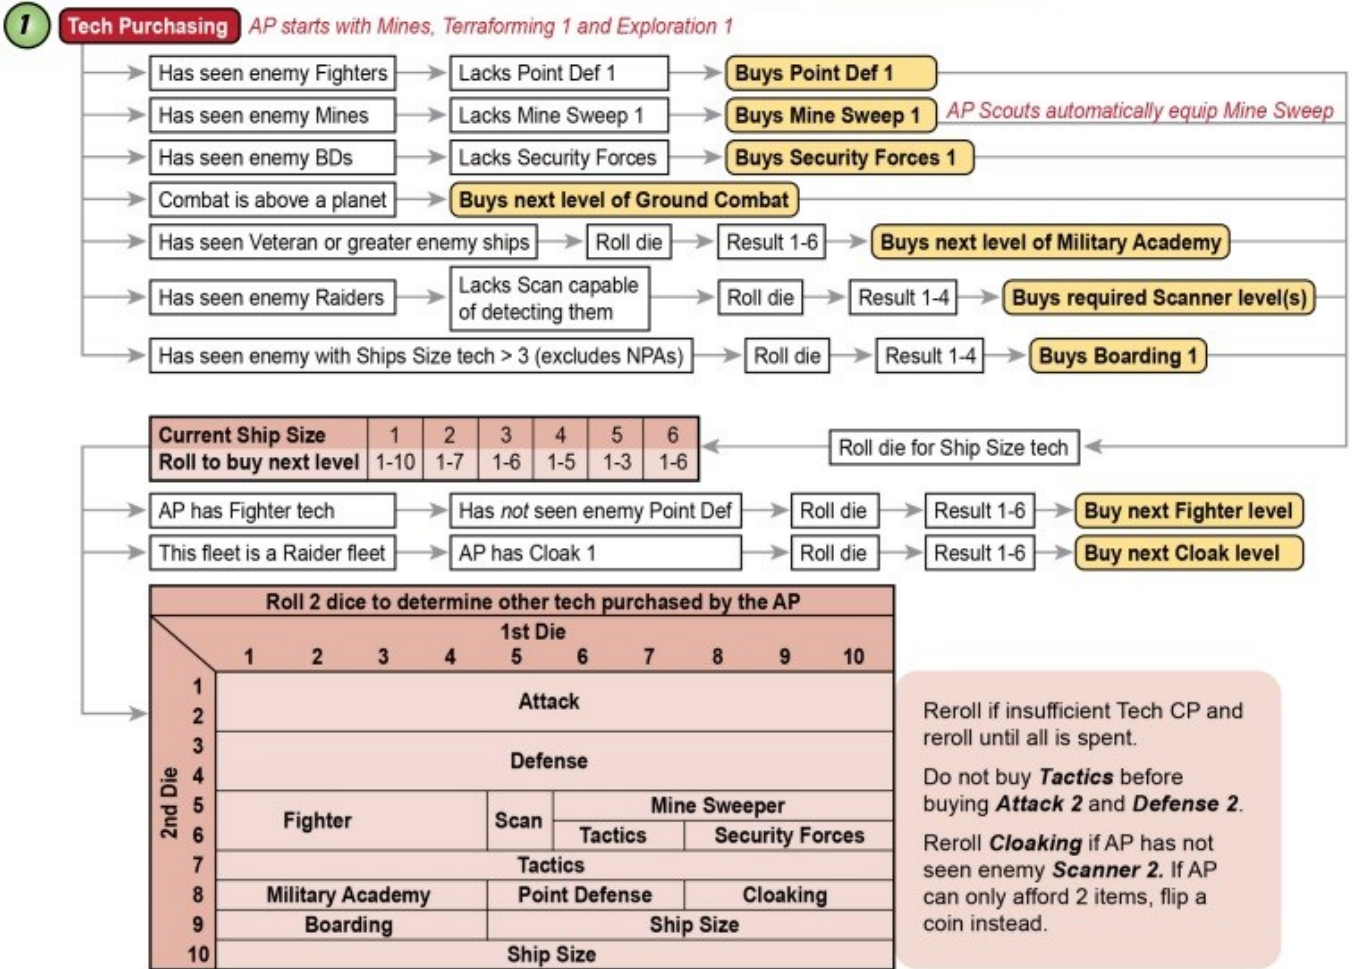 1 Tech Purchasing AP starts with Mines, Terraforming 1 and Exploration 1
Has seen enemy Fighters Lacks Point Def 1 Buys Point Def 1
Has seen enemy Mines Lacks Mine Sweep 1 Buys Mine Sweep 1 AP Scouts automatically equip Mine Sweep
Has seen enemy BDs Lacks Security Forces Buys Security Forces 1
Combat is above a planet Buys next level of Ground Combat
Has seen Veteran or greater enemy ships Roll die Result 1-6 Buys next level of Military Academy
Has seen enemy Raiders Lacks Scan capable
of detecting them Roll die Result 1-4 Buys required Scanner level(s)
Has seen enemy with Ships Size tech > 3 (excludes NPAs) Roll die Result 1-4 Buys Boarding 1
Current Ship Size 1 2 3 4 5 6
Roll to buy next level 1-10 1-7 1-6 1-5 1-3 1-6
Roll die for Ship Size tech
AP has Fighter tech Has not seen enemy Point Def Roll die Result 1-6 Buy next Fighter level
This fleet is a Raider fleet AP has Cloak 1 Roll die Result 1-6 Buy next Cloak level
Roll 2 dice to determine other tech purchased by the AP
1st Die
1 2 3 4 5 6 7 8 9 10
2nd Die
1
2
Attack
3
4
Defense
5
6
Fighter Scan Mine Sweeper
Tactics Security Forces
7 Tactics
8 Military Academy Point Defense Cloaking
9 Boarding Ship Size
10 Ship Size
Reroll if insufficient Tech CP and
reroll until all is spent.
Do not buy Tactics before
buying Attack 2 and Defense 2.
Reroll Cloaking if AP has not
seen enemy Scanner 2. If AP
can only afford 2 items, flip a
coin instead.